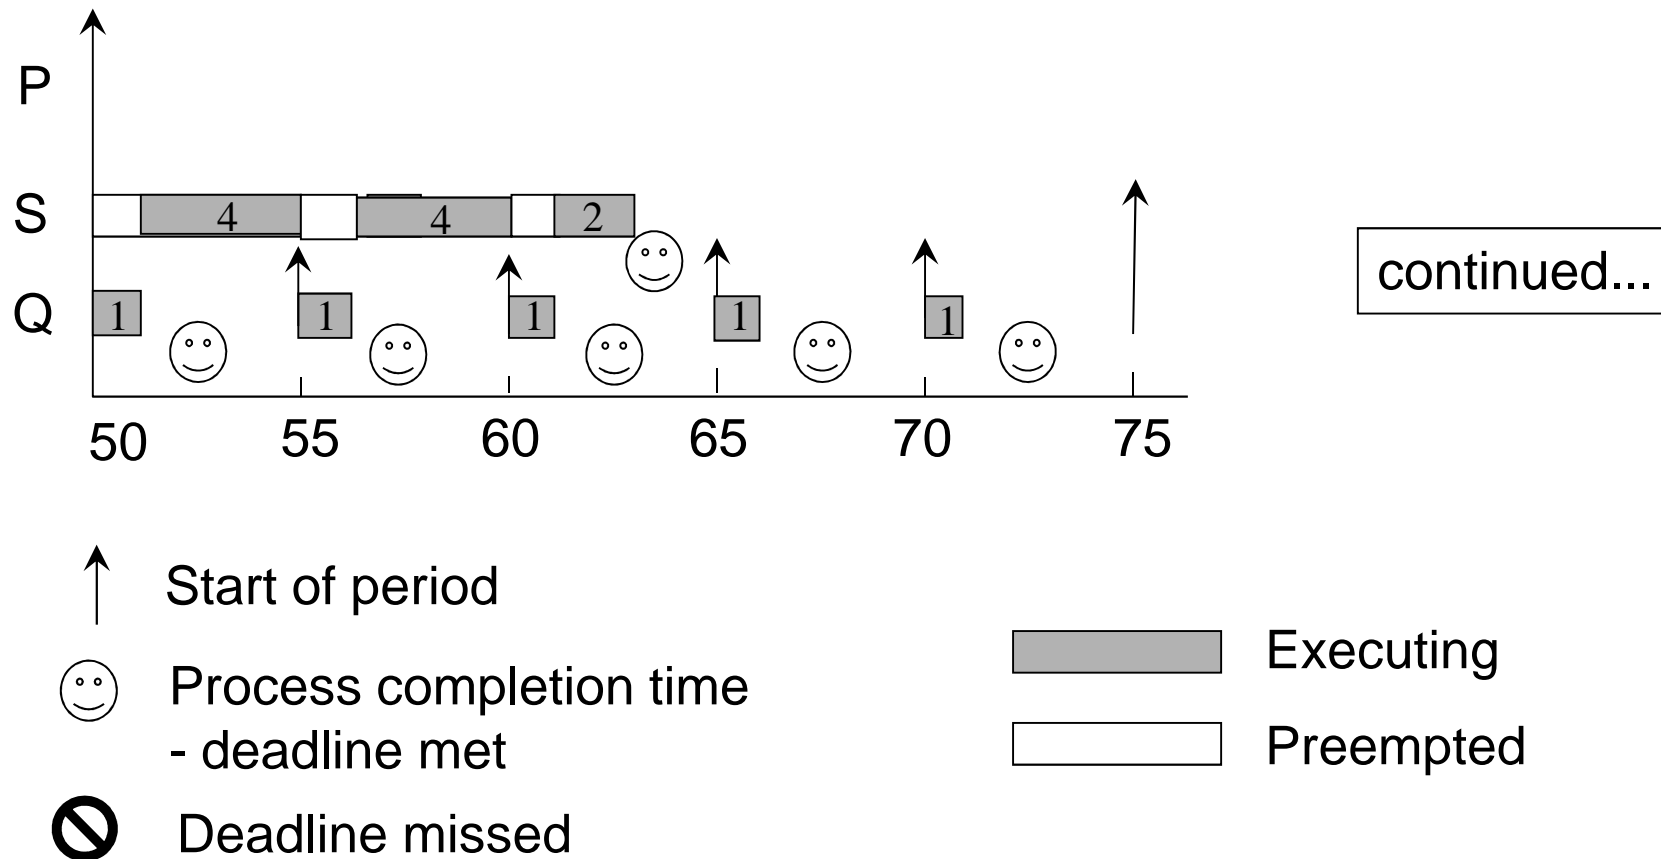 P
S
4
4
2
Q
1
1
1
1
1
continued...
50
55
60
65
70
75
Start of period
Process completion time
- deadline met
Deadline missed
Executing
Preempted